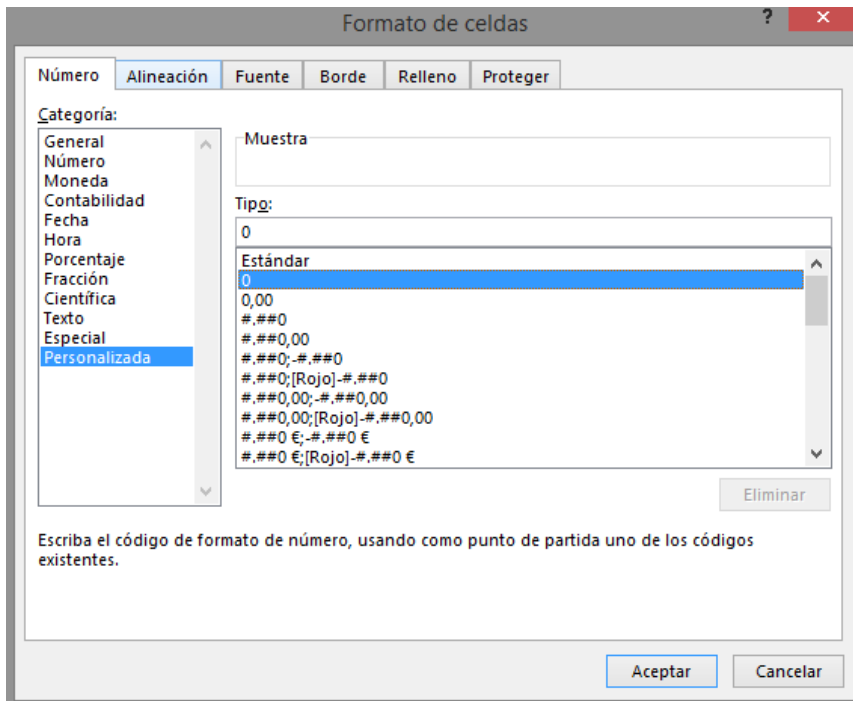 Formato de celdas
?
Número Alineación Fuente Borde Relleno Proteger
Categoría:
General
Número
Moneda
Contabilidad
Fecha
Hora
Porcentaje
Fracción
Científica
Texto
Especial
Personalizada
Muestra
Tipo:
0
Estándar
0
0,00
#.##0
#.##0,00
#.##0;-#.##0
#.##0;[Rojo]-#.##0
#.##0,00;-#.##0,00
#.##0,00;[Rojo]-#.##0,00
#.##0 €;-#.##0 €
#.##0 €;[Rojo]-#.##0 €
Eliminar
Escriba el código de formato de número, usando como punto de partida uno de los códigos
existentes.
Aceptar Cancelar